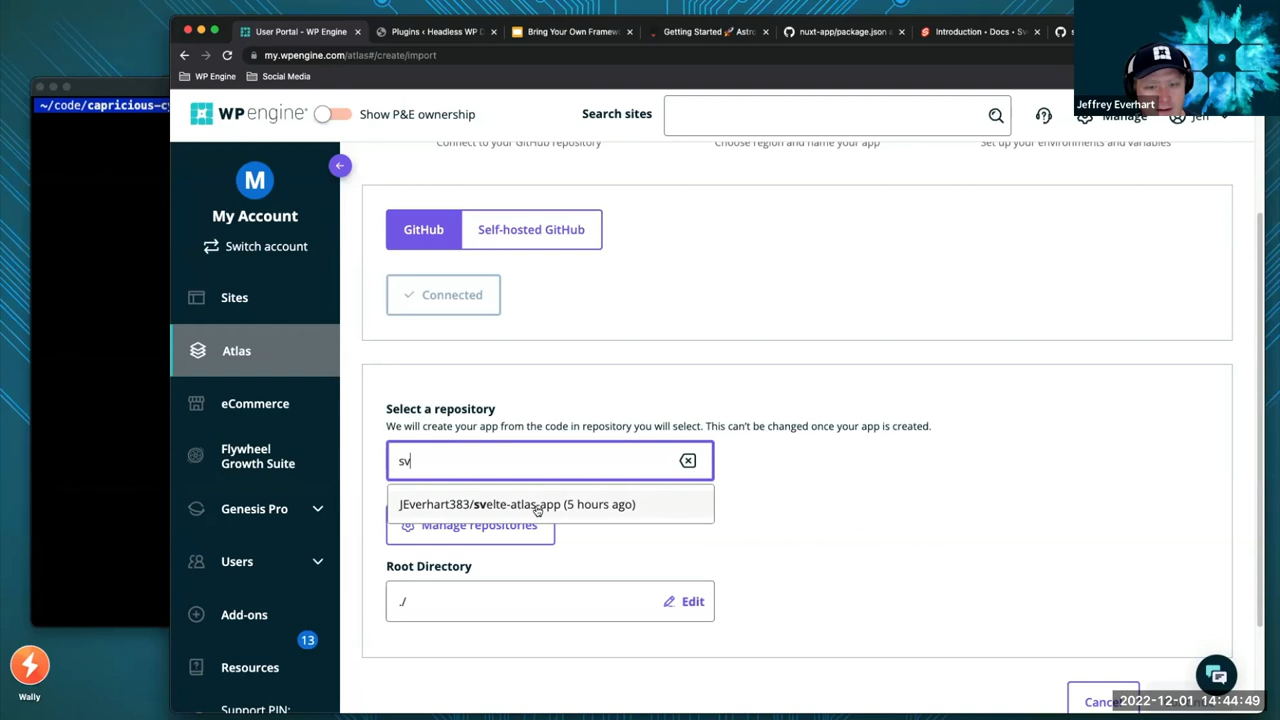 User Portal - WP Engine
Plugins ‹ Headless WP D
Bring Your Own Framew
Getting Started 🚀 Astro
nuxt-app/package.json a
Introduction • Docs • Sv
s
my.wpengine.com/atlas#/create/import
WP Engine
Social Media
Jeffrey Everhart
~/code/capricious-cy
WP engine
Show P&E ownership
Search sites
Manage
Jeff
Connect to your GitHub repository
Choose region and name your app
Set up your environments and variables
M
My Account
Switch account
Sites
Atlas
eCommerce
Flywheel
Growth Suite
Genesis Pro
Users
Add-ons
13
Resources
Support PIN:
GitHub
Self-hosted GitHub
Connected
Select a repository
We will create your app from the code in repository you will select. This can't be changed once your app is created.
sv
JEverhart383/svelte-atlas-app (5 hours ago)
Manage repositories
Root Directory
./
Edit
Cance
Wally
2022-12-01 14:44:49